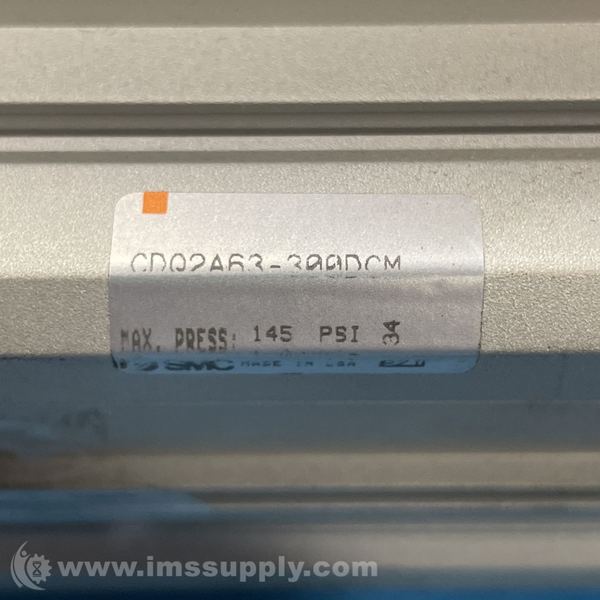 CDQ2A63-300DCM
MAX. PRESS: 145 PSI 34
SMC MADE IN USA
www.imssupply.com